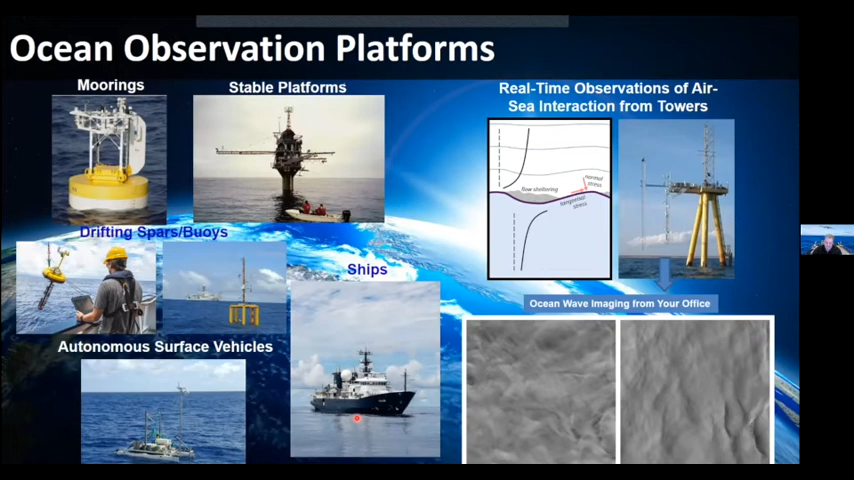 Ocean Observation Platforms
Moorings
Stable Platforms
Drifting Spars/Buoys
Ships
Autonomous Surface Vehicles
Real-Time Observations of Air-
Sea Interaction from Towers
flow sheltering
normal
stress
tangential
stress
Ocean Wave Imaging from Your Office